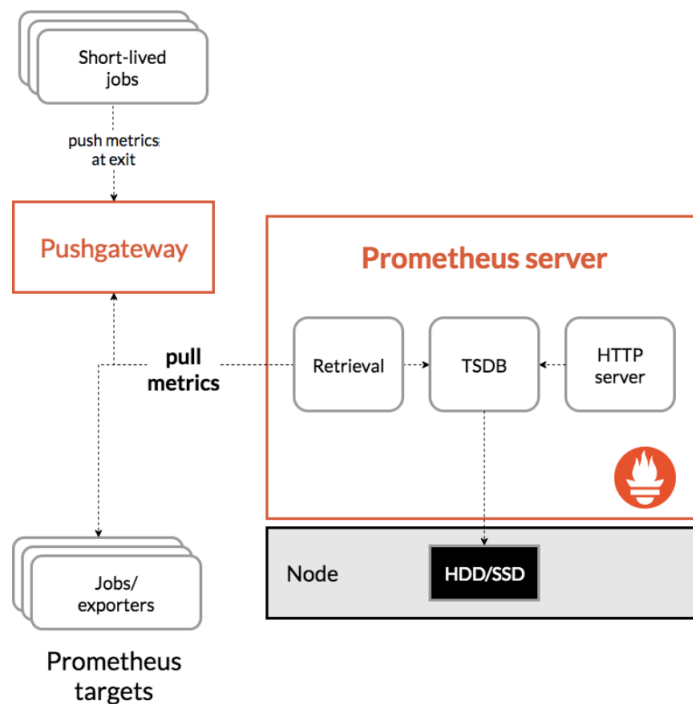 Short-lived
jobs
push metrics
at exit
Pushgateway
Prometheus server
pull
metrics
Retrieval
TSDB
HTTP
server
Node
HDD/SSD
Jobs/
exporters
Prometheus
targets